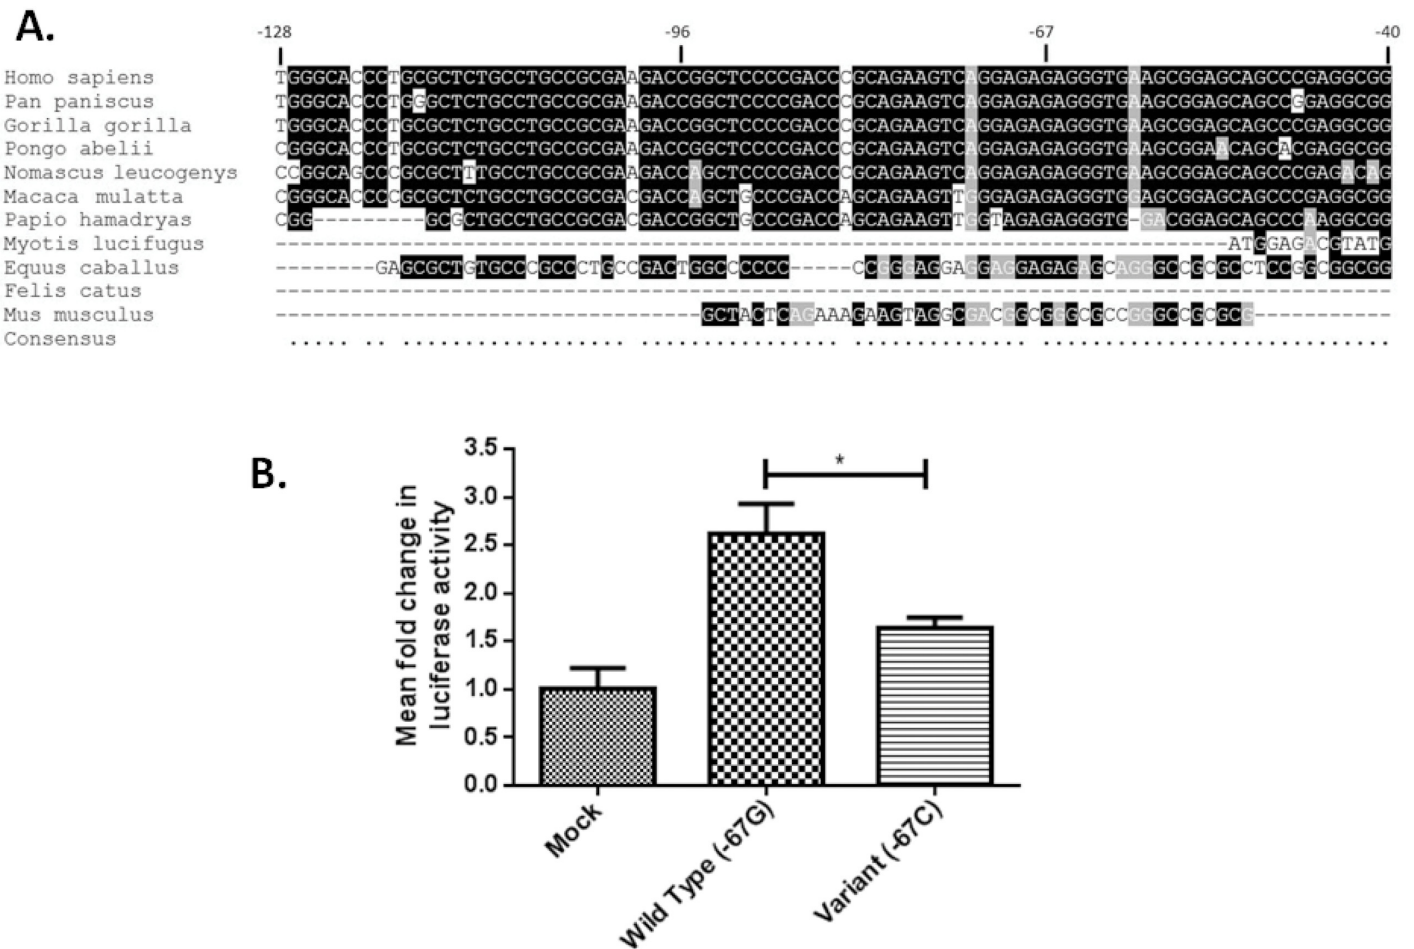 A.
-128 -96 -67 -40
Homo sapiens TGGGCACCCTGCGCTCTGCCTGCCGCGAAGACCGGCTCCCCGACCCGCAGAAGTCAGGAGAGAGGGTGAAGCGGAGCAGCCCGAGGCGG
Pan paniscus TGGGCACCCTGGGCTCTGCCTGCCGCGAAGACCGGCTCCCCGACCCGCAGAAGTCAGGAGAGAGGGTGAAGCGGAGCAGCCGGAGGCGG
Gorilla gorilla TGGGCACCCTGCGCTCTGCCTGCCGCGAAGACCGGCTCCCCGACCCGCAGAAGTCAGGAGAGAGGGTGAAGCGGAGCAGCCCGAGGCGG
Pongo abelii CGGGCACCCTGCGCTCTGCCTGCCGCGAAGACCGGCTCCCCGACCCGCAGAAGTCAGGAGAGAGGGTGAAGCGGAACAGCACGAGGCGG
Nomascus leucogenys CCGGCAGCCCGCGCTTTGCCTGCCGCGAAGACCAGCTCCCCGACCCGCAGAAGTCAGGAGAGAGGGTGAAGCGGAGCAGCCCGAGACAG
Macaca mulatta CGGGCACCCCGCGCTCTGCCTGCCGCGACGACCAGCTGCCCGACCAGCAGAAGTTGGGAGAGAGGGTGGAGCGGAGCAGCCCGAGGCGG
Papio hamadryas CGG---------GCGCTGCCTGCCGCGACGACCGGCTGCCCGACCAGCAGAAGTTGGTAGAGAGGGTG-GACGGAGCAGCCCAAGGCGG
Myotis lucifugus ----------------------------------------------------------------------------ATGGAGACGTATG
Equus caballus --------GAGCGCTGTGCCCGCCCTGCCGACTGGCCCCCC-----CCGGGAGGAGGAGGAGAGAGCAGGGCCGCGCCTCCGGCGGCGG
Felis catus -----------------------------------------------------------------------------------------
Mus musculus ----------------------------------GCTACTCAGAAAGAAGTAGGCGACGGCGGGCGCCGGGCCGCGCG-----------
Consensus ..... .. .................. ................ .............. ............................
B.
Mean fold change in
luciferase activity
3.5
3.0
2.5
2.0
1.5
1.0
0.5
0.0
*
Mock
Wild Type (-67G)
Variant (-67C)